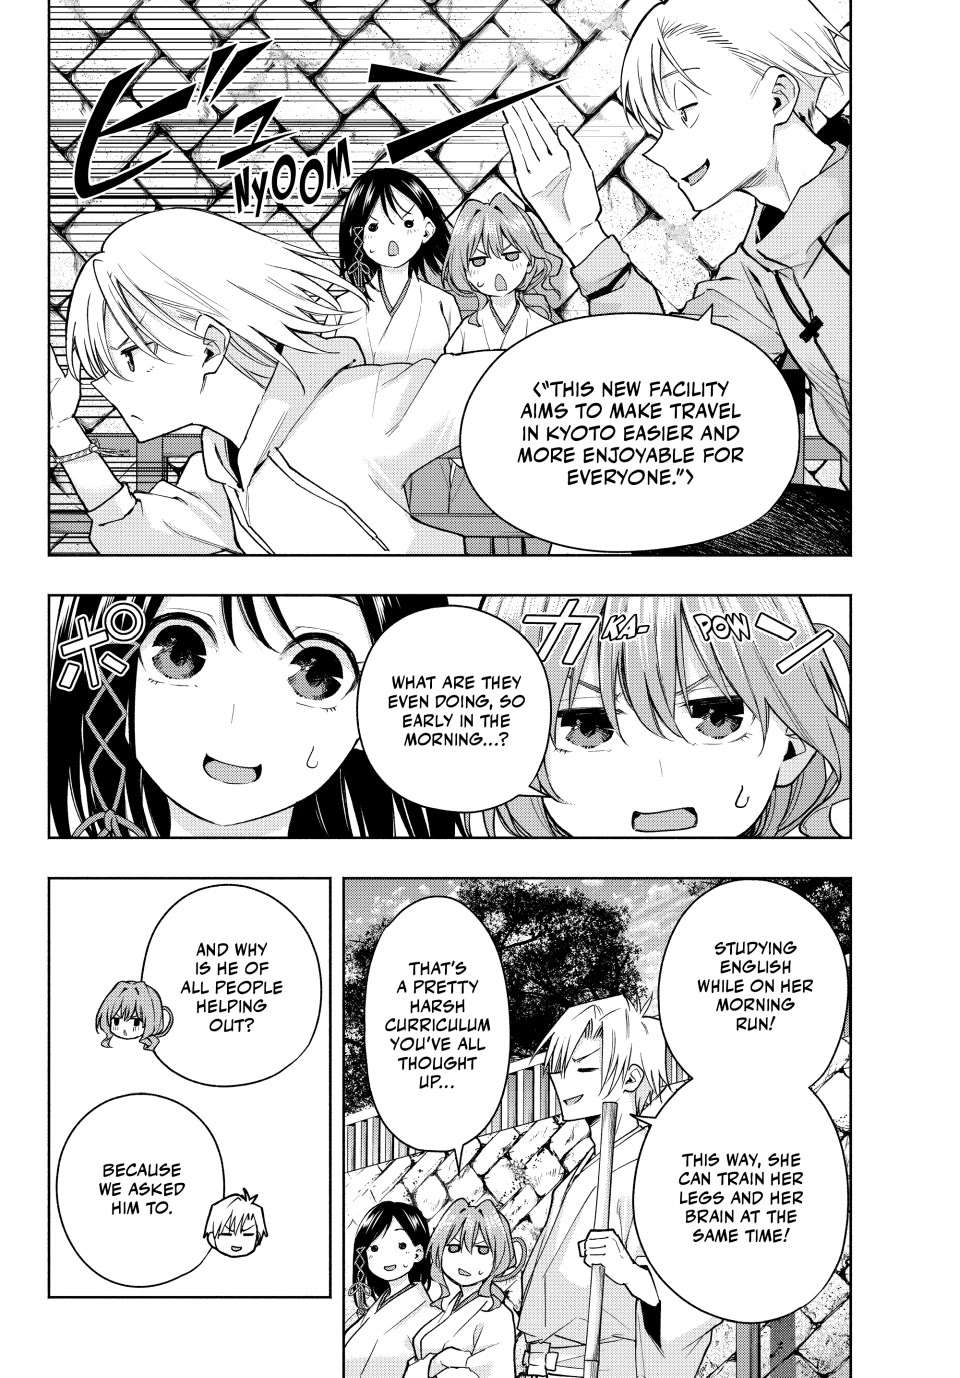 ビュ
NYOOM
<"THIS NEW FACILITY
AIMS TO MAKE TRAVEL
IN KYOTO EASIER AND
MORE ENJOYABLE FOR
EVERYONE.">
カーン
KA-
POW
ポ
WHAT ARE THEY
EVEN DOING, SO
EARLY IN THE
MORNING...?
STUDYING
ENGLISH
WHILE ON HER
MORNING
RUN!
THIS WAY, SHE
CAN TRAIN HER
LEGS AND HER
BRAIN AT THE
SAME TIME!
THAT'S
A PRETTY
HARSH
CURRICULUM
YOU'VE ALL
THOUGHT
UP...
AND WHY
IS HE OF
ALL PEOPLE
HELPING
OUT?
BECAUSE
WE ASKED
HIM TO.